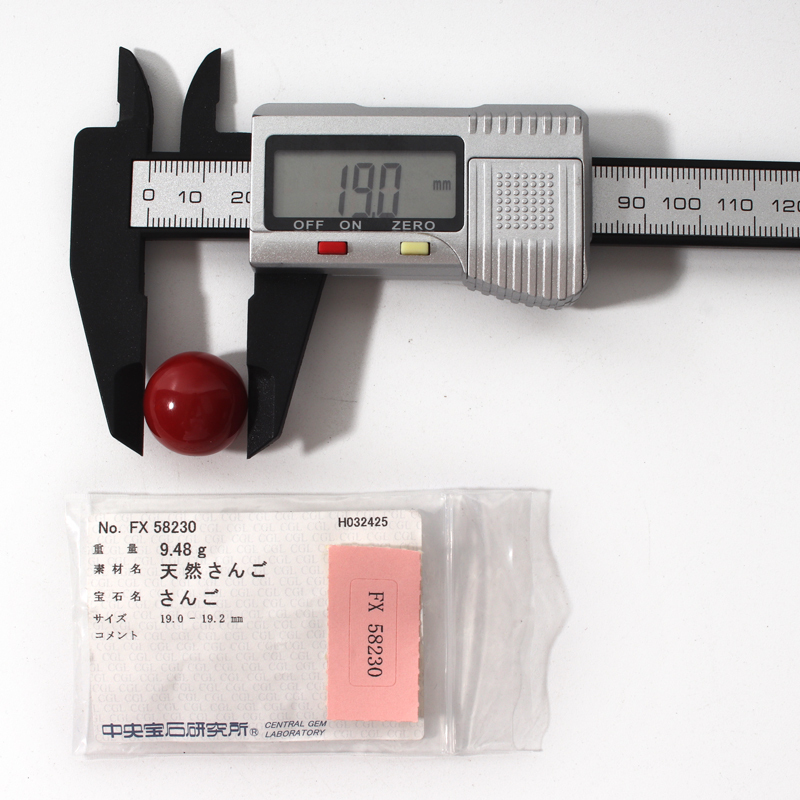 0 10 20
19.0 mm
OFF ON ZERO
90 100 110 120
No. FX 58230 H032425
重量 9.48 g
素材名 天然さんご
宝石名 さんご
サイズ 19.0 - 19.2 mm
コメント
FX 58230
中央宝石研究所® CENTRAL GEM
LABORATORY